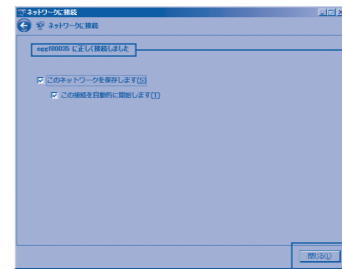 ネットワークに接続
ネットワークに接続
eggf80035 に正しく接続しました
このネットワークを保存します(S)
この接続を自動的に開始します(T)
閉じる(L)